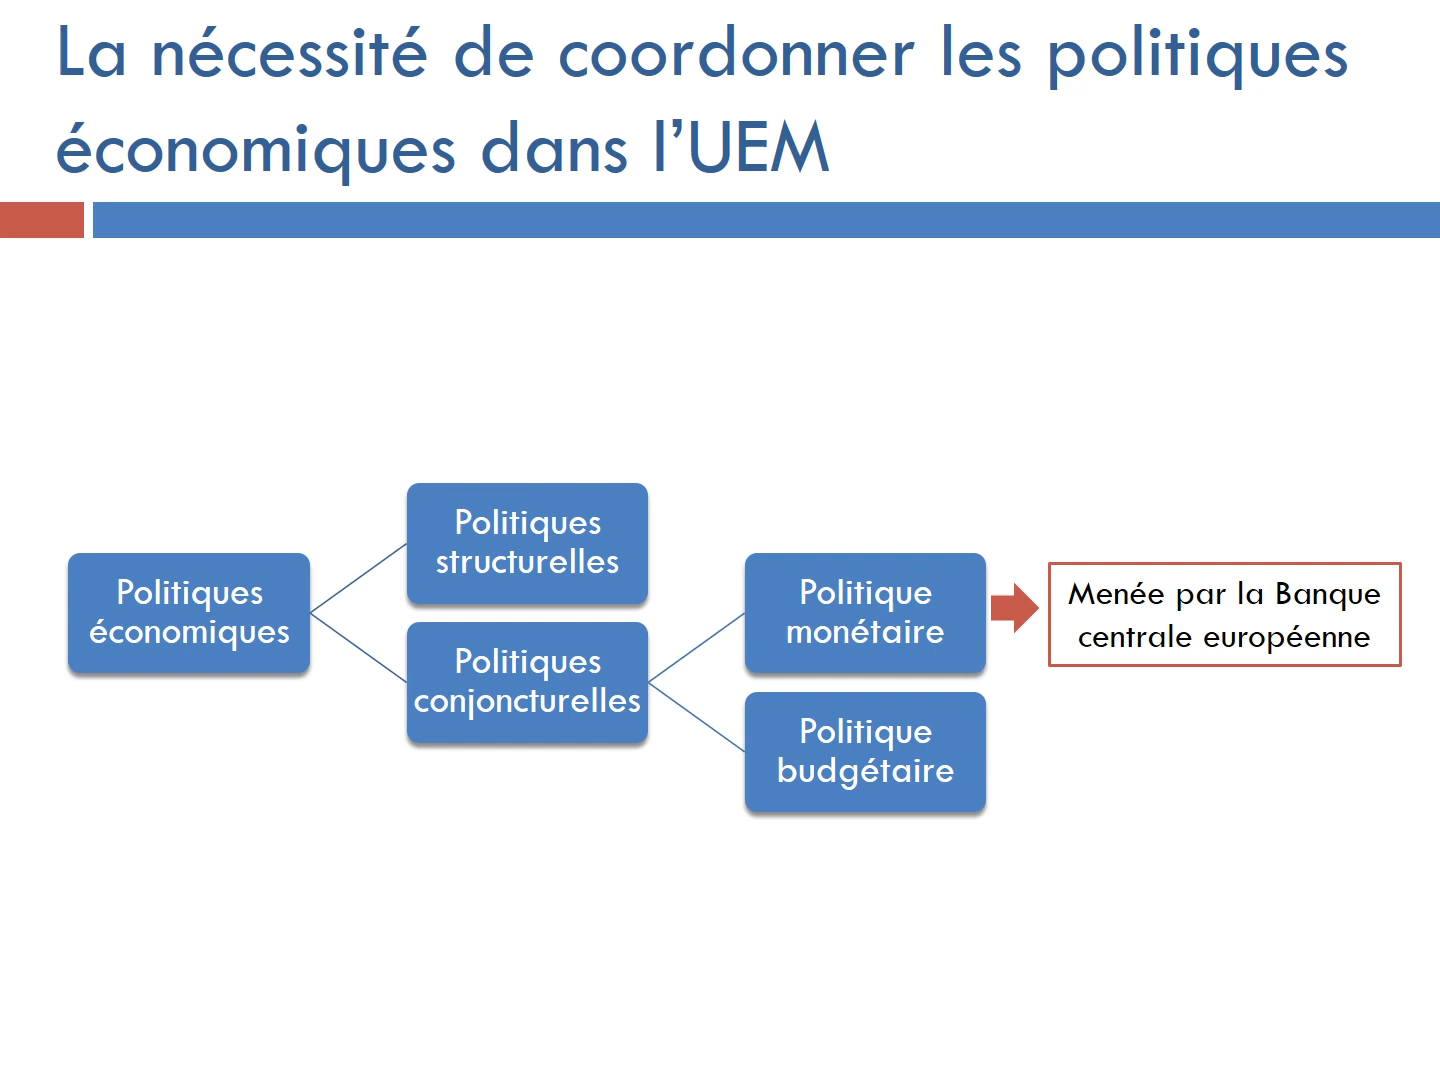 La nécessité de coordonner les politiques
économiques dans l’UEM
Politiques
économiques
Politiques
structurelles
Politiques
conjoncturelles
Politique
monétaire
Politique
budgétaire
Menée par la Banque
centrale européenne